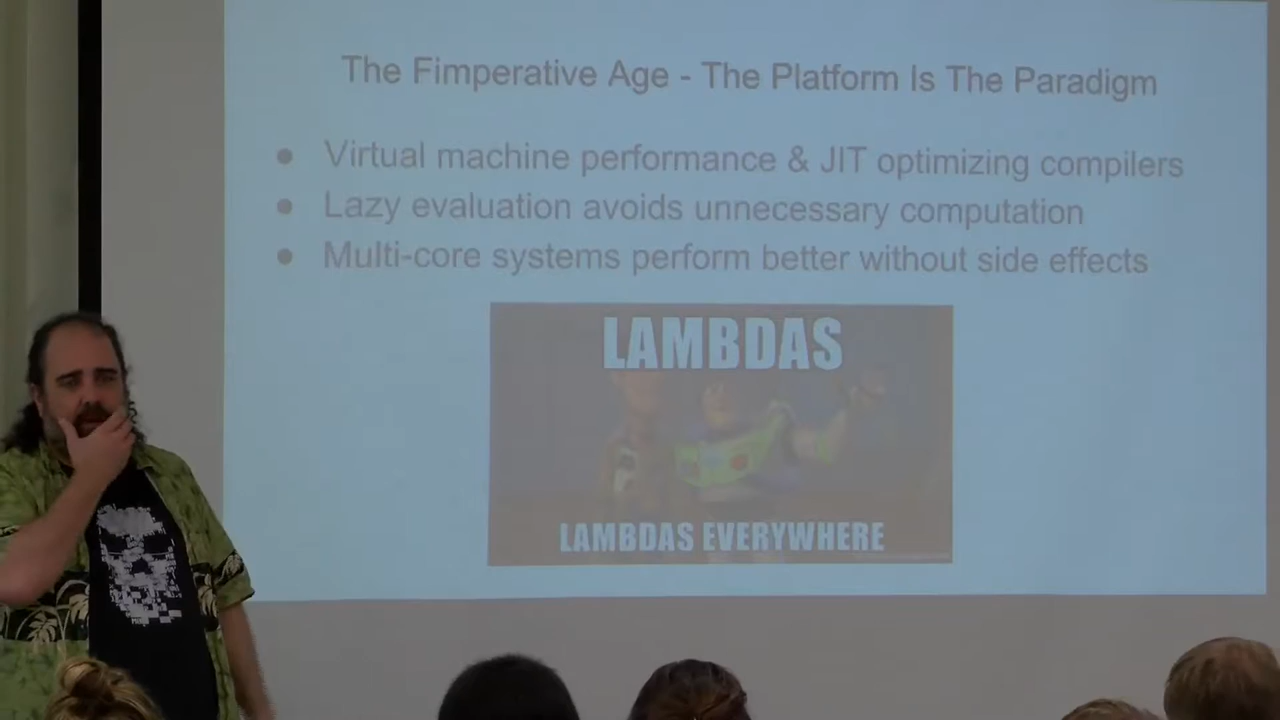 The Fimperative Age - The Platform Is The Paradigm
● Virtual machine performance & JIT optimizing compilers
● Lazy evaluation avoids unnecessary computation
● Multi-core systems perform better without side effects
LAMBDAS
LAMBDAS EVERYWHERE